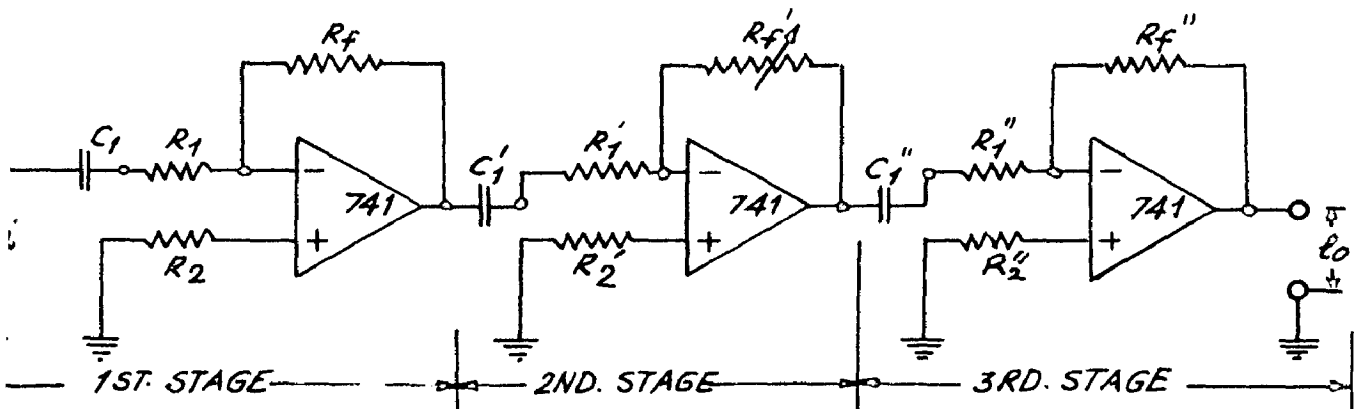 Rf Rf' Rf"
C1 R1 C1' R1' C1" R1"
− 741 + − 741 + − 741 +
R2 R2' R2" eo
1ST. STAGE 2ND. STAGE 3RD. STAGE